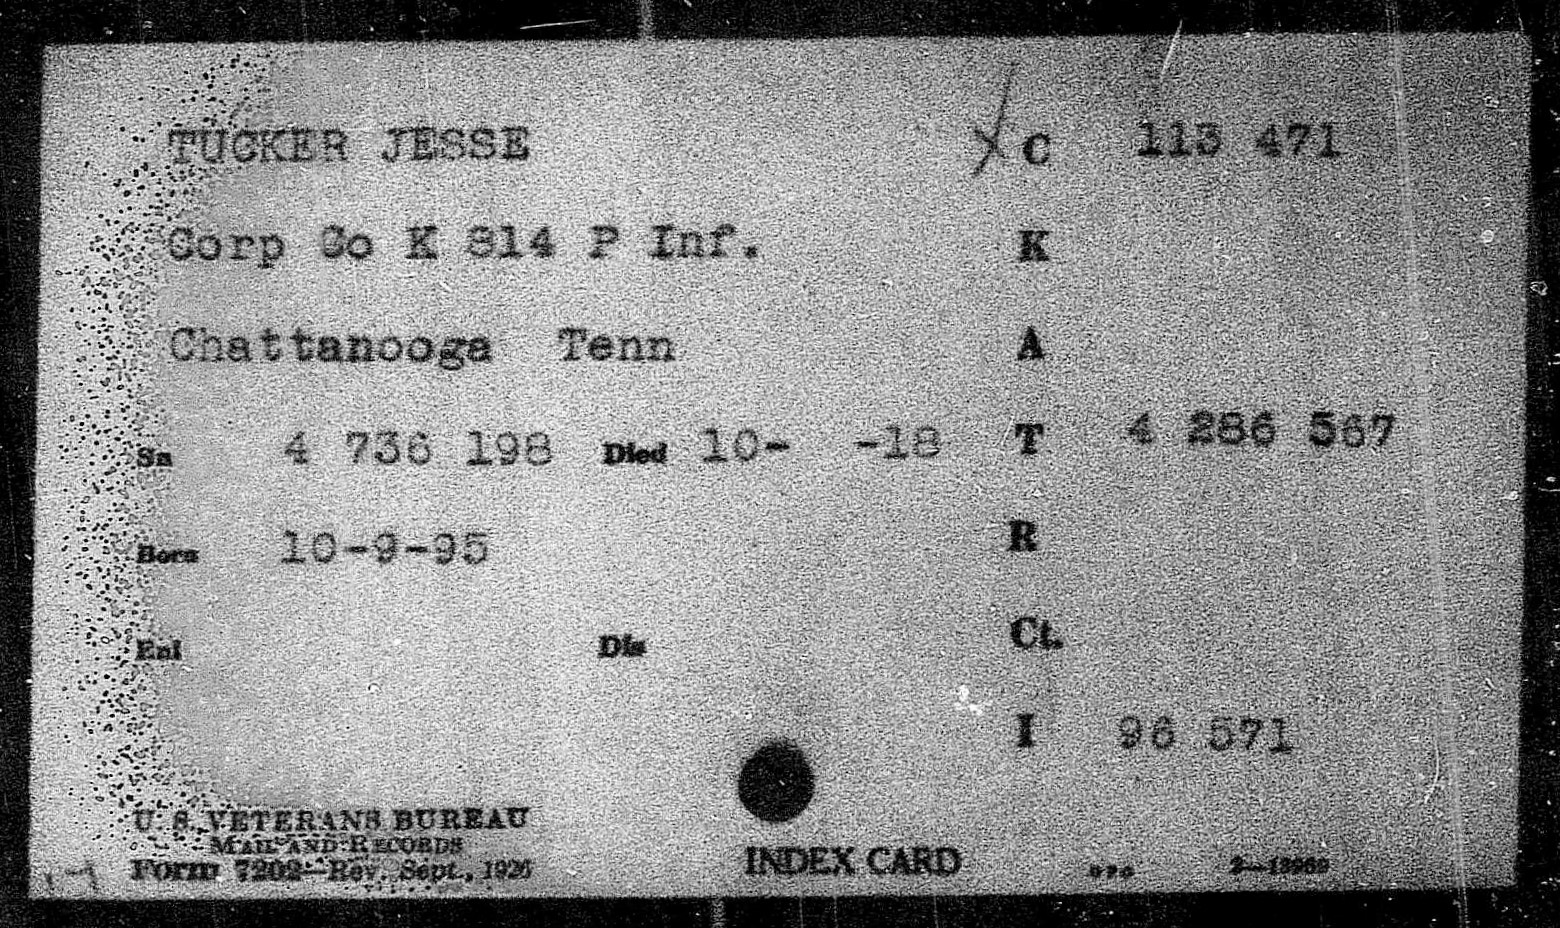 TUCKER JESSE X C 113 471
Corp Co K 814 P Inf. K
Chattanooga Tenn A
Sn 4 736 198 Died 10- -18 T 4 286 567
Born 10-9-95 R
Enl Dis Ct.
I 96 571
U. S. VETERANS BUREAU
MAIL AND RECORDS
Form 7202—Rev. Sept., 1926 INDEX CARD